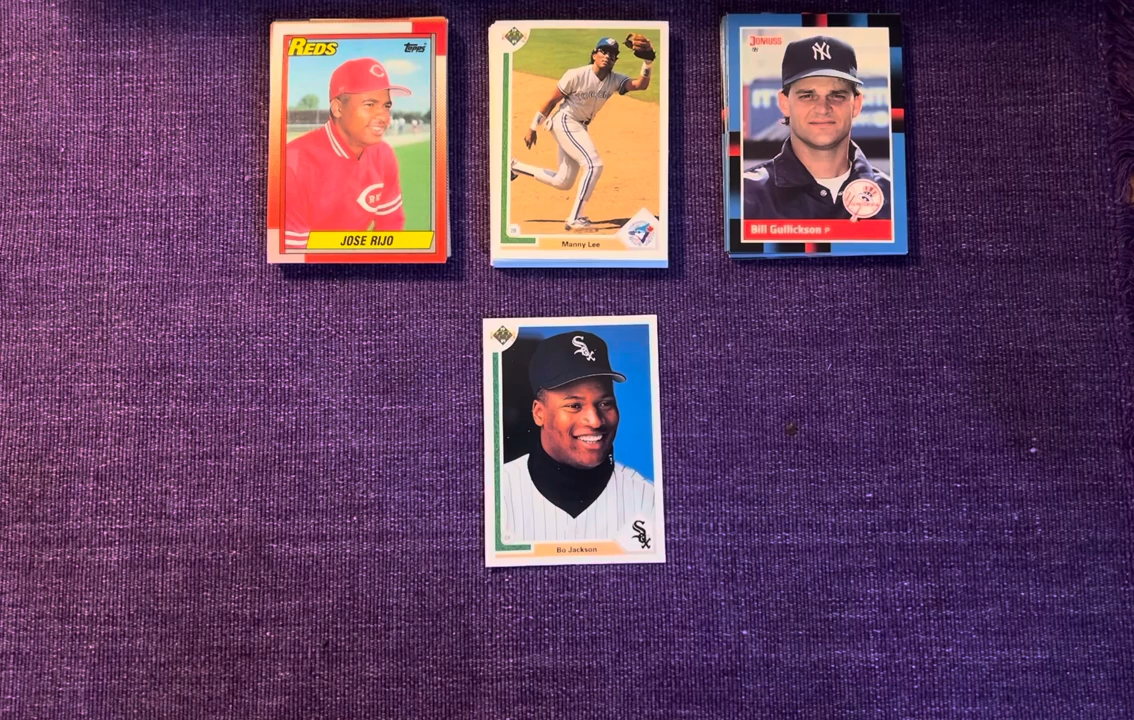 REDS
Topps
JOSE RIJO
Manny Lee
DONRUSS
NY
Bill Gullickson P
Sox
Bo Jackson
Sox